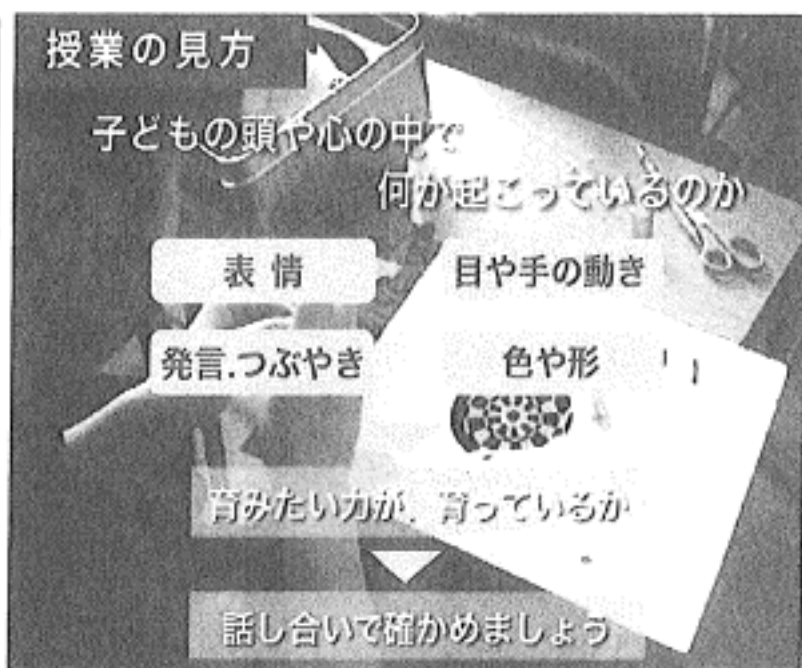 授業の見方
子どもの頭や心の中で
何が起こっているのか
表情 目や手の動き
発言.つぶやき 色や形
育みたい力が、育っているか
話し合いで確かめましょう